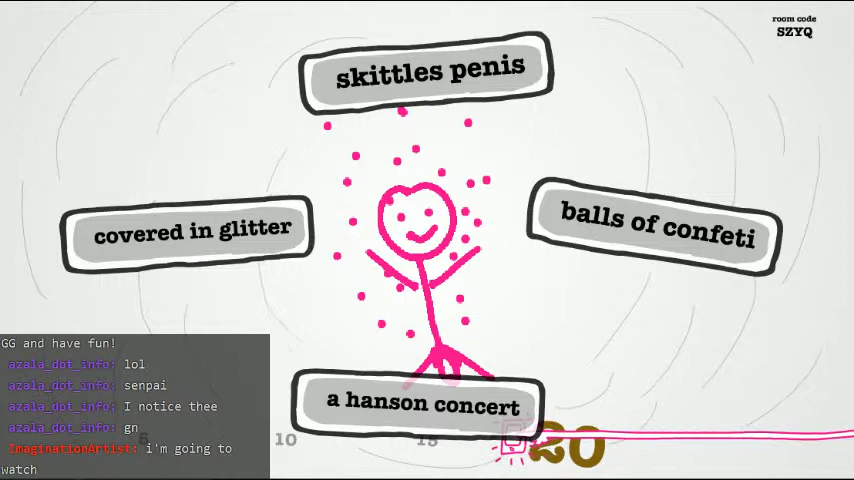 room code
SZYQ
skittles penis
covered in glitter
balls of confeti
a hanson concert
GG and have fun!
azala_dot_info: lol
azala_dot_info: senpai
azala_dot_info: I notice thee
azala_dot_info: gn
ImaginationArtist: i'm going to
watch
5
10
15
20